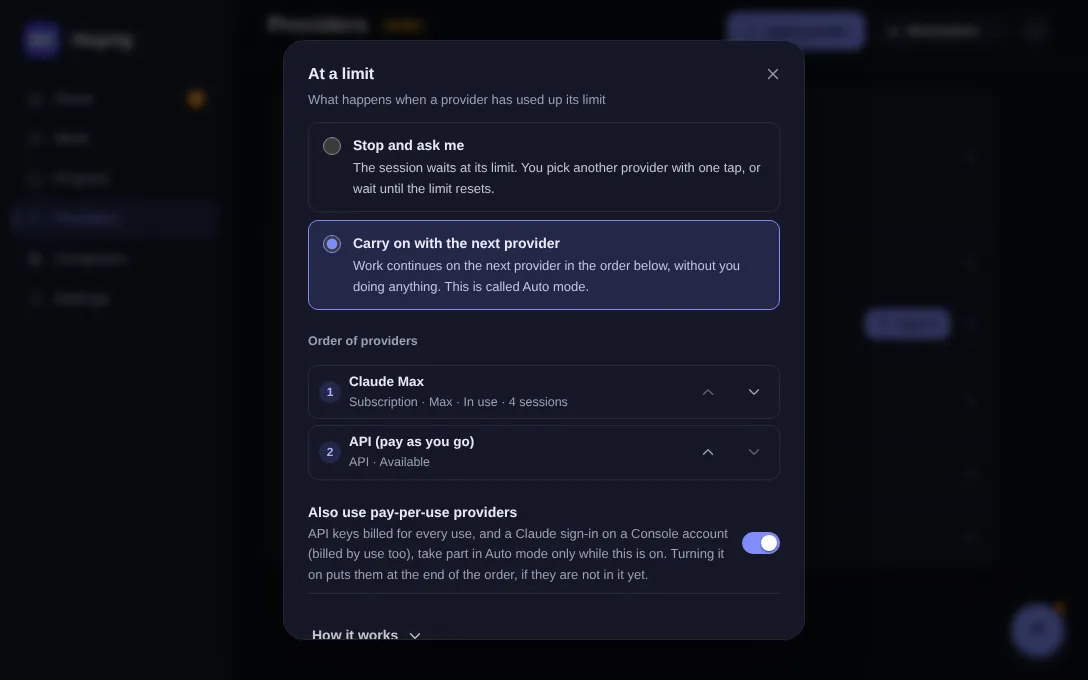 Providers
At a limit
What happens when a provider has used up its limit
Stop and ask me
The session waits at its limit. You pick another provider with one tap, or
wait until the limit resets.
Carry on with the next provider
Work continues on the next provider in the order below, without you
doing anything. This is called Auto mode.
Order of providers
1
Claude Max
Subscription · Max · In use · 4 sessions
2
API (pay as you go)
API · Available
Also use pay-per-use providers
API keys billed for every use, and a Claude sign-in on a Console account
(billed by use too), take part in Auto mode only while this is on. Turning it
on puts them at the end of the order, if they are not in it yet.
How it works